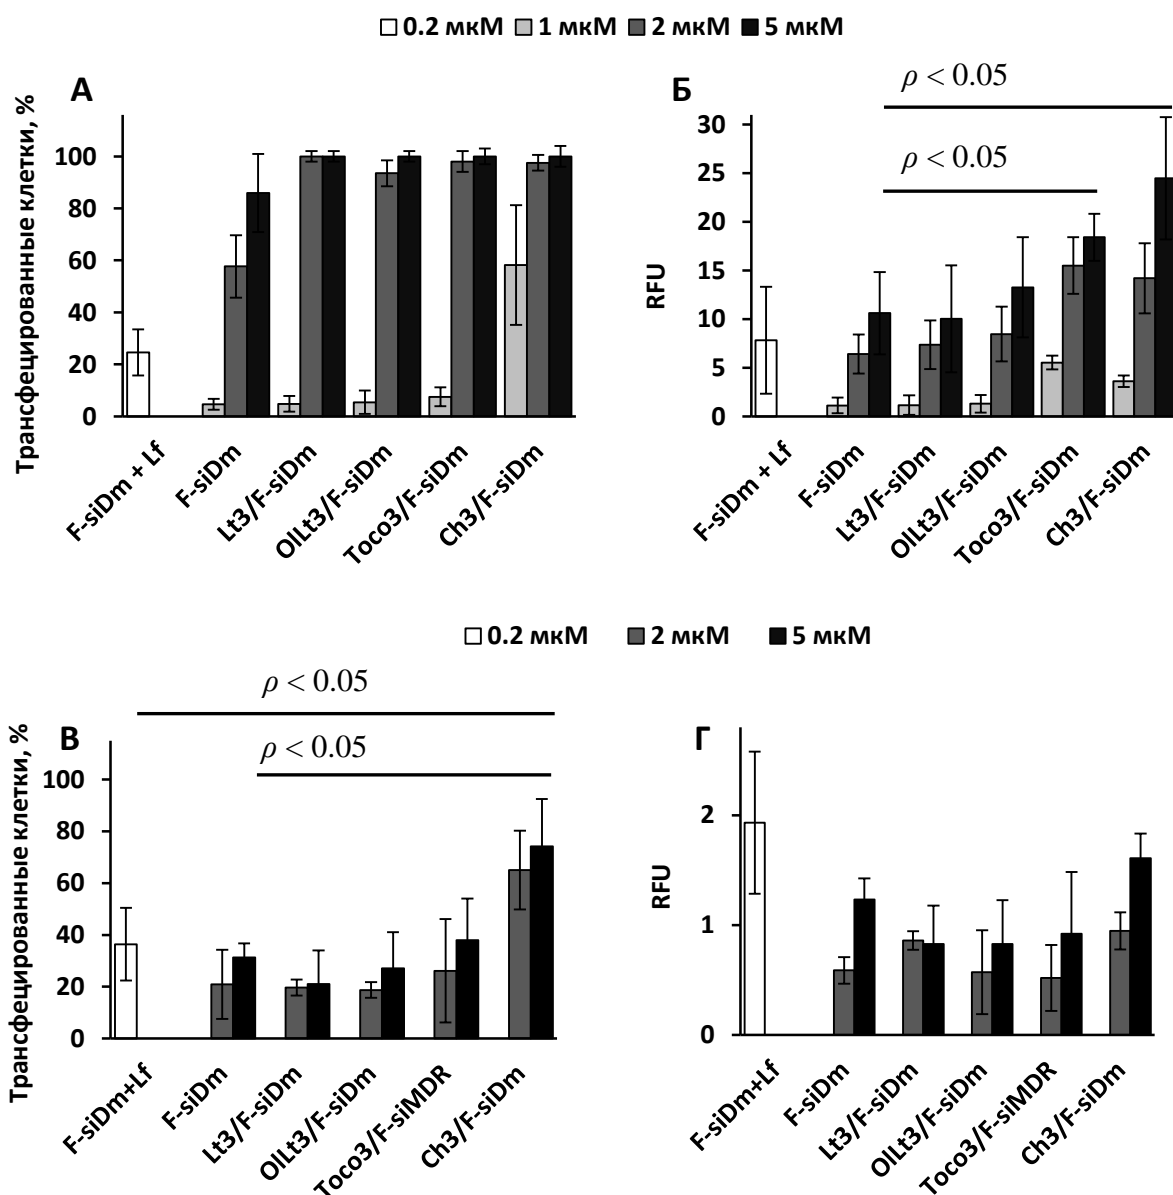 0.2 мкМ 1 мкМ 2 мкМ 5 мкМ
А
Трансфецированные клетки, %
100
80
60
40
20
0
F-siDm + Lf
F-siDm
Lt3/F-siDm
OlLt3/F-siDm
Toco3/F-siDm
Ch3/F-siDm
Б
ρ < 0.05
ρ < 0.05
RFU
30
25
20
15
10
5
0
F-siDm + Lf
F-siDm
Lt3/F-siDm
OlLt3/F-siDm
Toco3/F-siDm
Ch3/F-siDm
0.2 мкМ 2 мкМ 5 мкМ
ρ < 0.05
В
ρ < 0.05
Трансфецированные клетки, %
100
80
60
40
20
0
F-siDm+Lf
F-siDm
Lt3/F-siDm
OlLt3/F-siDm
Toco3/F-siMDR
Ch3/F-siDm
Г
RFU
2
1
0
F-siDm+Lf
F-siDm
Lt3/F-siDm
OlLt3/F-siDm
Toco3/F-siMDR
Ch3/F-siDm